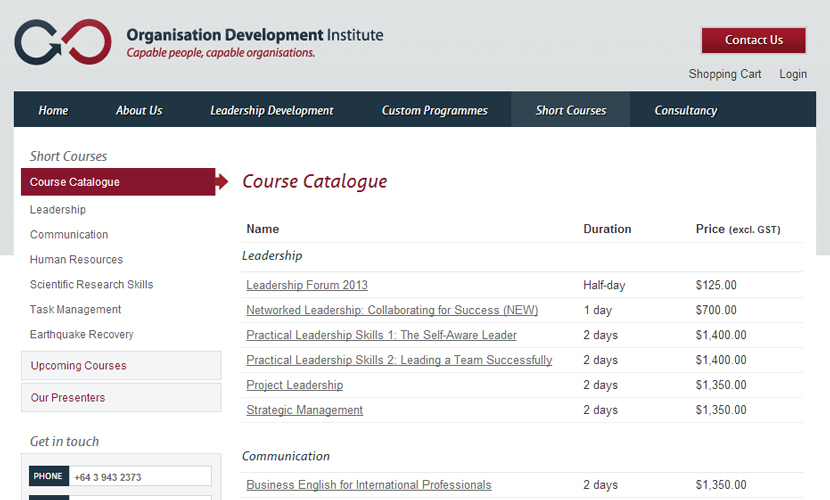 Organisation Development Institute
Capable people, capable organisations.
Contact Us
Shopping Cart Login
Home About Us Leadership Development Custom Programmes Short Courses Consultancy
Short Courses
Course Catalogue
Leadership
Communication
Human Resources
Scientific Research Skills
Task Management
Earthquake Recovery
Upcoming Courses
Our Presenters
Get in touch
PHONE +64 3 943 2373
Course Catalogue
Name Duration Price (excl. GST)
Leadership
Leadership Forum 2013 Half-day $125.00
Networked Leadership: Collaborating for Success (NEW) 1 day $700.00
Practical Leadership Skills 1: The Self-Aware Leader 2 days $1,400.00
Practical Leadership Skills 2: Leading a Team Successfully 2 days $1,400.00
Project Leadership 2 days $1,350.00
Strategic Management 2 days $1,350.00
Communication
Business English for International Professionals 2 days $1,350.00